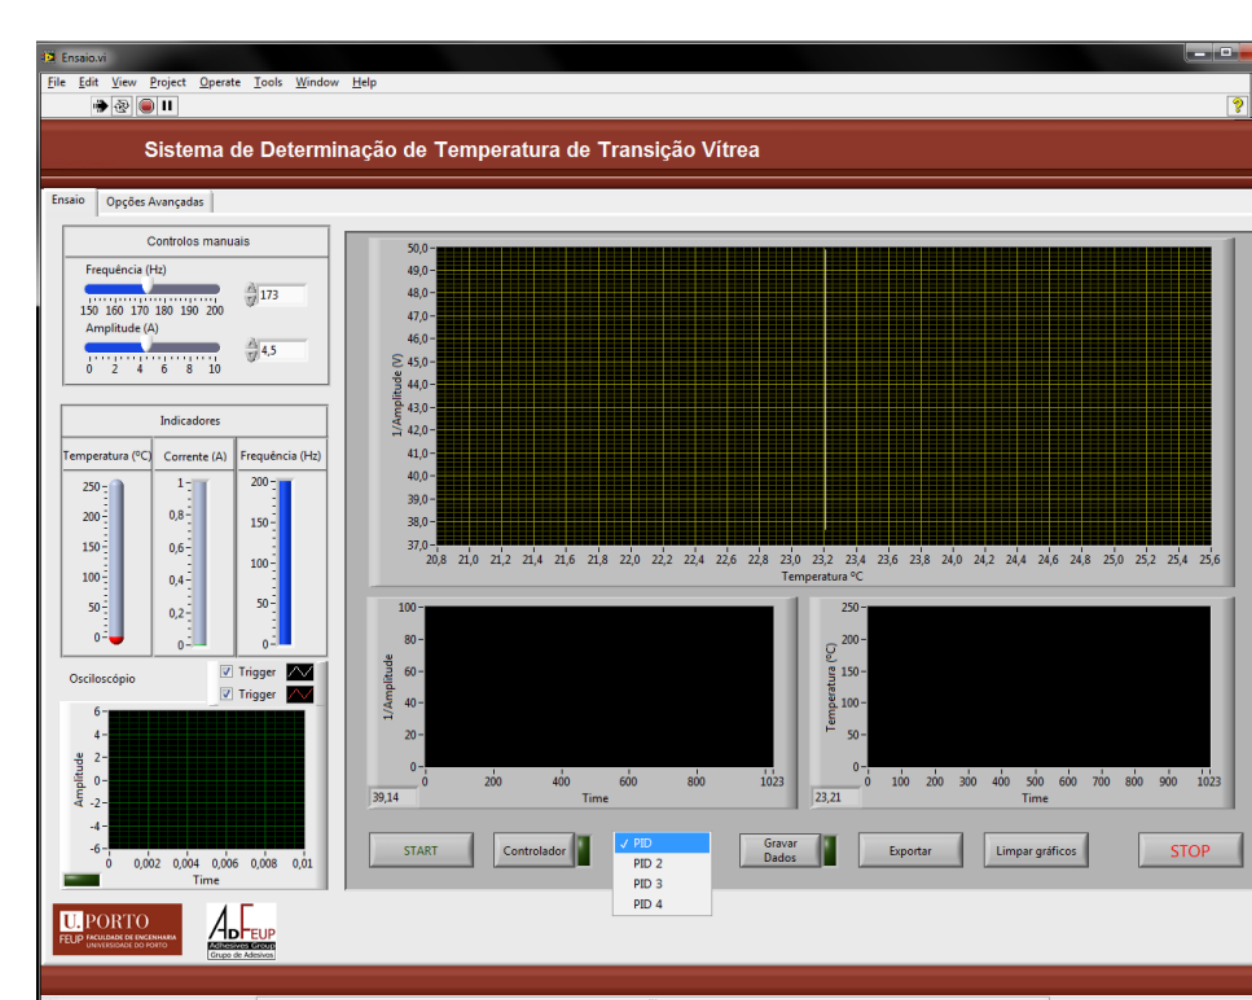 Ensaio.vi
File Edit View Project Operate Tools Window Help
Sistema de Determinação de Temperatura de Transição Vítrea
Ensaio Opções Avançadas
Controlos manuais
Frequência (Hz)
173
150 160 170 180 190 200
Amplitude (A)
4,5
0 2 4 6 8 10
Indicadores
Temperatura (ºC) Corrente (A) Frequência (Hz)
250
200
150
100
50
0
1
0,8
0,6
0,4
0,2
0
200
150
100
50
0
Osciloscópio
Trigger
Trigger
Amplitude
6
4
2
0
-2
-4
-6
0 0,002 0,004 0,006 0,008 0,01
Time
1/Amplitude (V)
50,0
49,0
48,0
47,0
46,0
45,0
44,0
43,0
42,0
41,0
40,0
39,0
38,0
37,0
20,8 21,0 21,2 21,4 21,6 21,8 22,0 22,2 22,4 22,6 22,8 23,0 23,2 23,4 23,6 23,8 24,0 24,2 24,4 24,6 24,8 25,0 25,2 25,4 25,6
Temperatura ºC
1/Amplitude
100
80
60
40
20
0
0 200 400 600 800 1023
39,14
Time
Temperatura (ºC)
250
200
150
100
50
0
0 100 200 300 400 500 600 700 800 900 1023
23,21
Time
START
Controlador
✓ PID
PID 2
PID 3
PID 4
Gravar
Dados
Exportar
Limpar gráficos
STOP
U. PORTO
FEUP FACULDADE DE ENGENHARIA
UNIVERSIDADE DO PORTO
ADFEUP
Adhesives Group
Grupo de Adesivos